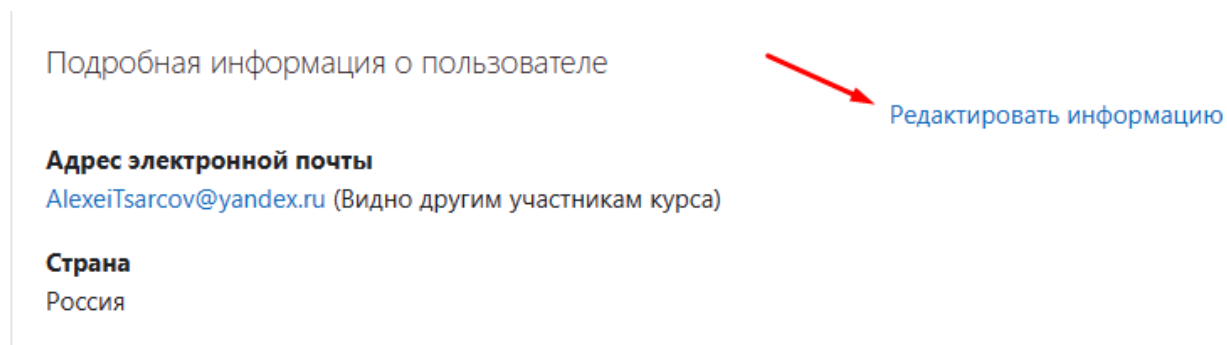 Подробная информация о пользователе
Редактировать информацию
Адрес электронной почты
AlexeiTsarcov@yandex.ru (Видно другим участникам курса)
Страна
Россия